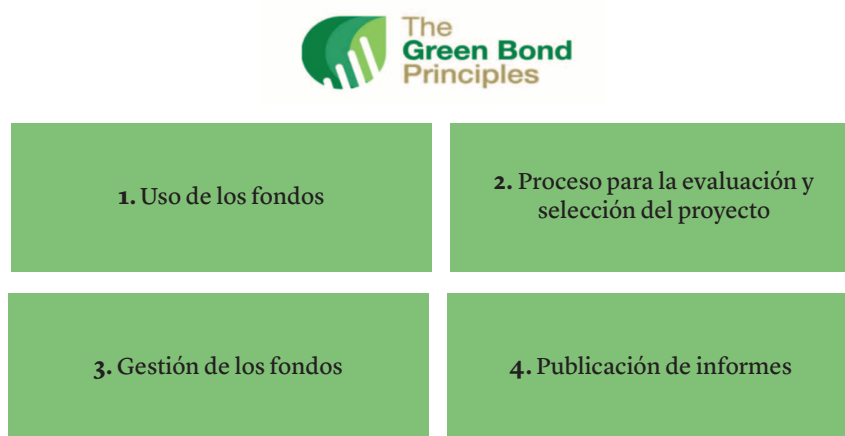 The
Green Bond
Principles
1. Uso de los fondos
2. Proceso para la evaluación y
selección del proyecto
3. Gestión de los fondos
4. Publicación de informes